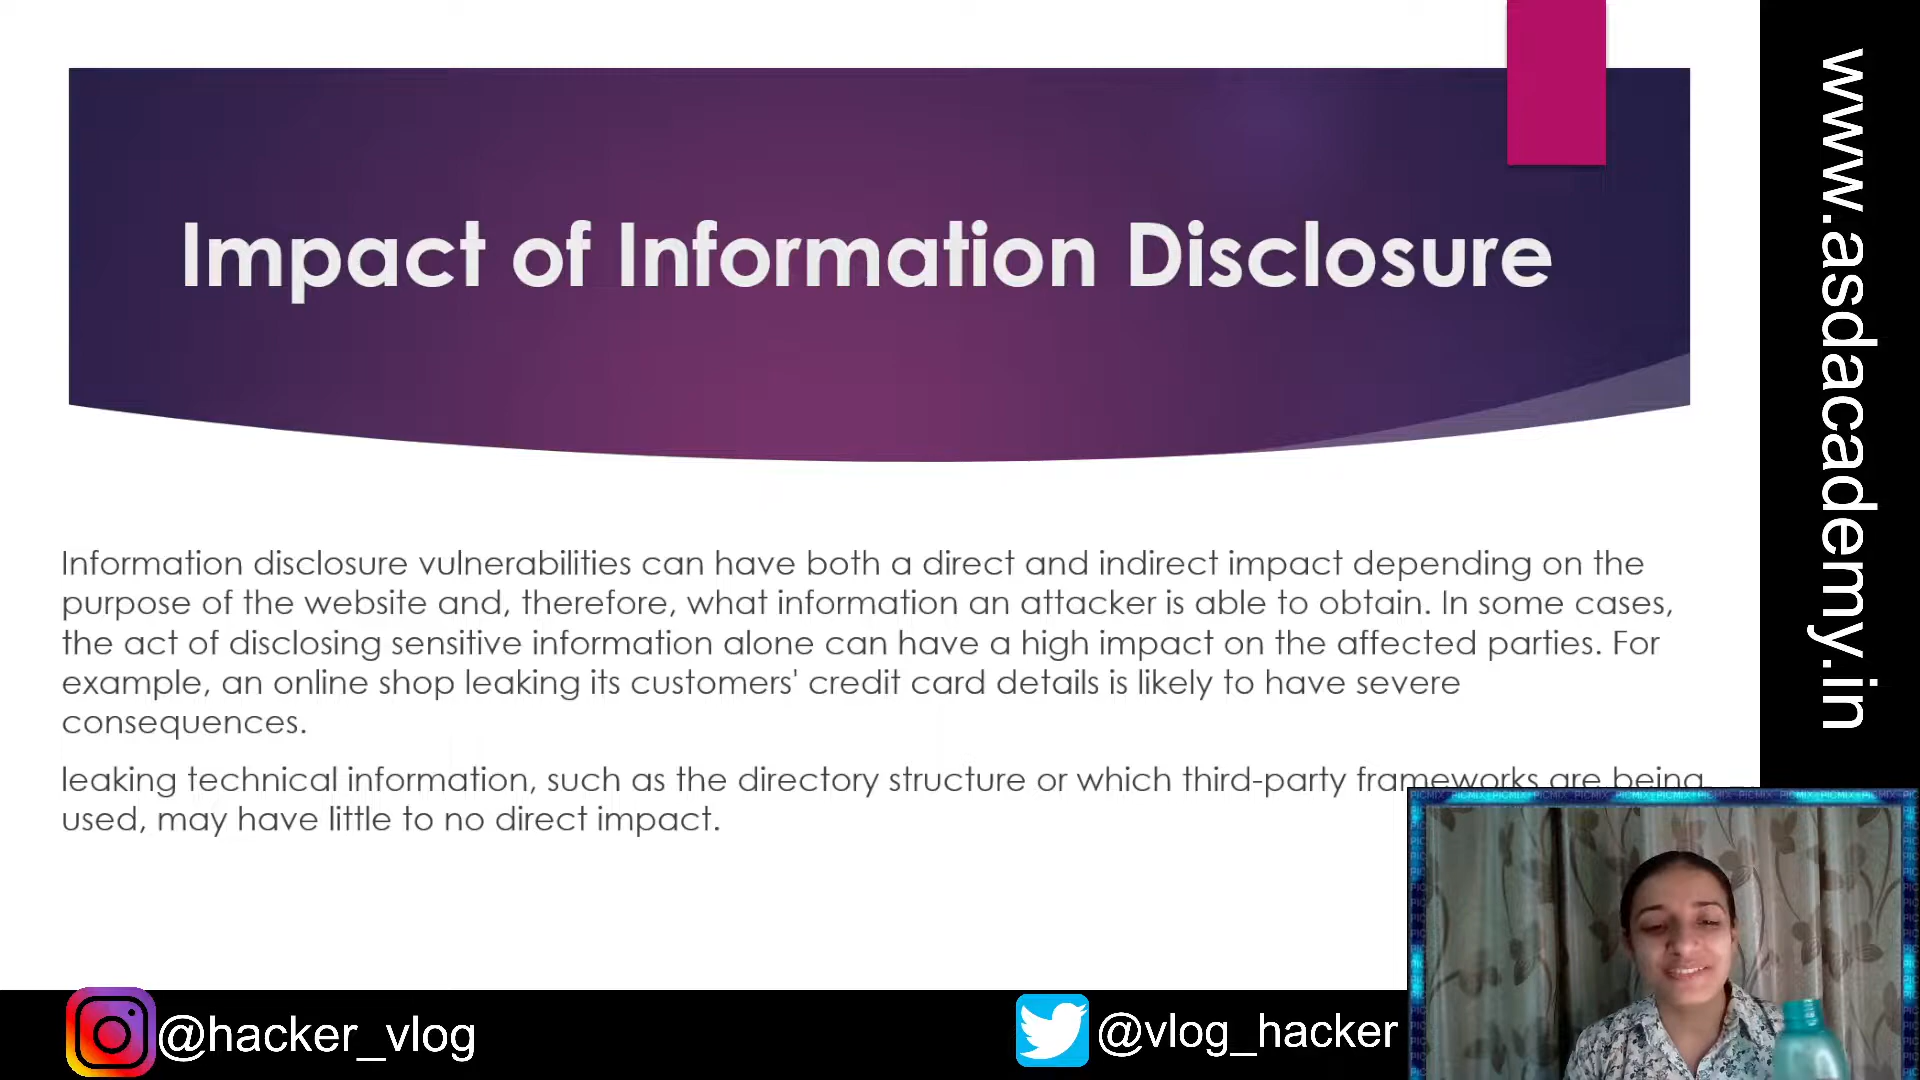 Impact of Information Disclosure
Information disclosure vulnerabilities can have both a direct and indirect impact depending on the
purpose of the website and, therefore, what information an attacker is able to obtain. In some cases,
the act of disclosing sensitive information alone can have a high impact on the affected parties. For
example, an online shop leaking its customers' credit card details is likely to have severe
consequences.
leaking technical information, such as the directory structure or which third-party frameworks are being
used, may have little to no direct impact.
www.asdacademy.in
@hacker_vlog
@vlog_hacker